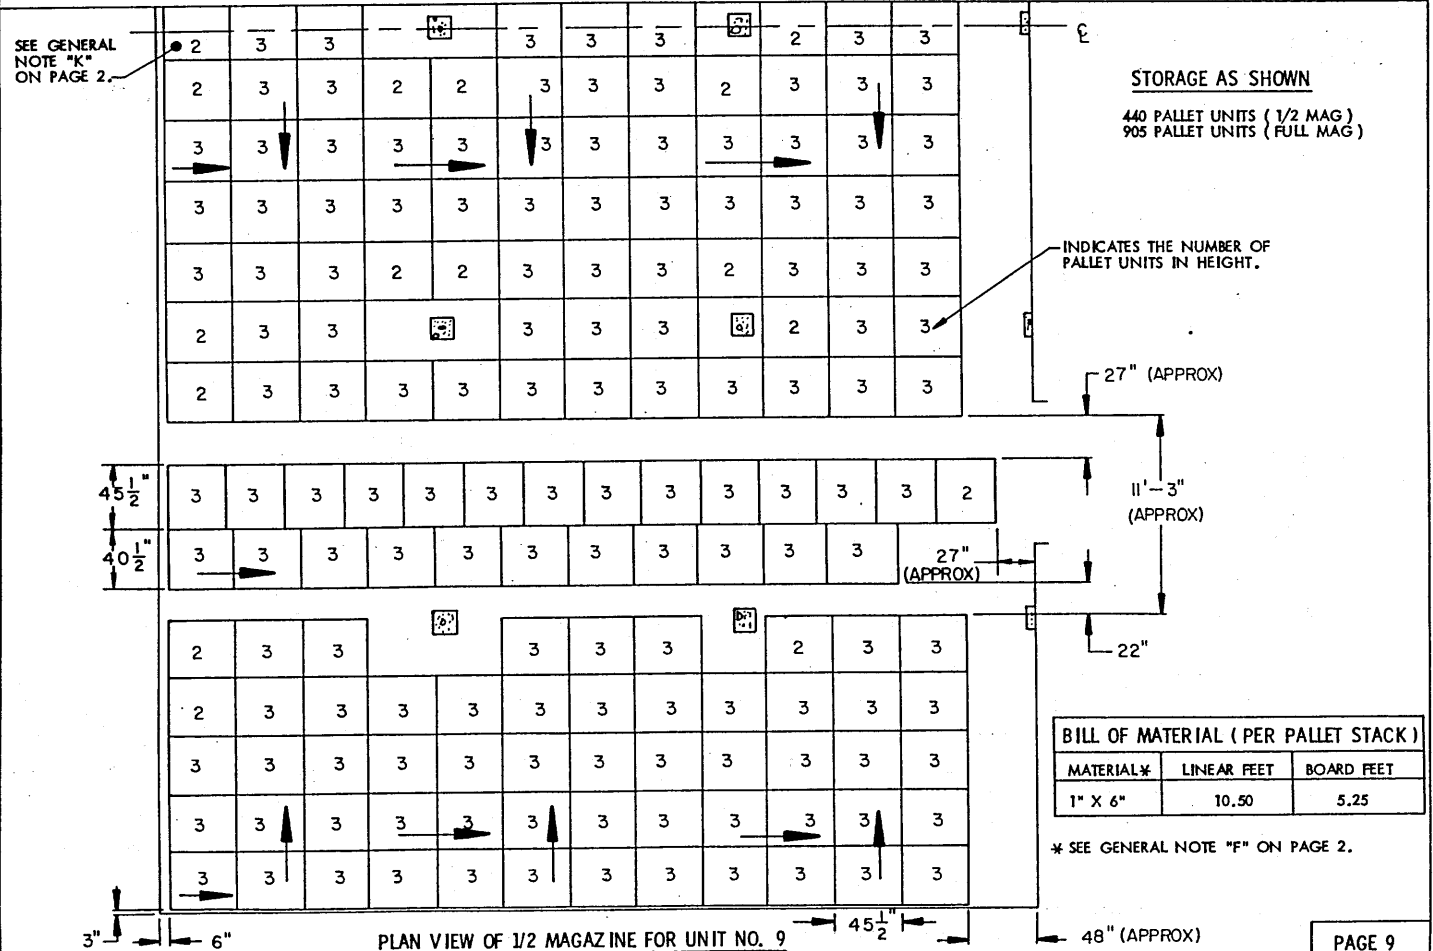 SEE GENERAL
NOTE "K"
ON PAGE 2.
2 3 3 3 3 3 2 3 3
℄
2 3 3 2 2 3 3 3 2 3 3 3
3 3 3 3 3 3 3 3 3 3 3 3
3 3 3 3 3 3 3 3 3 3 3 3
3 3 3 2 2 3 3 3 2 3 3 3
2 3 3 3 3 3 2 3 3
2 3 3 3 3 3 3 3 3 3 3 3
STORAGE AS SHOWN
440 PALLET UNITS ( 1/2 MAG )
905 PALLET UNITS ( FULL MAG )
INDICATES THE NUMBER OF
PALLET UNITS IN HEIGHT.
27" (APPROX)
45 1/2"
3 3 3 3 3 3 3 3 3 3 3 3 3 2
11'-3"
(APPROX)
40 1/2"
3 3 3 3 3 3 3 3 3 3 3
27"
(APPROX)
22"
2 3 3 3 3 3 2 3 3
2 3 3 3 3 3 3 3 3 3 3 3
3 3 3 3 3 3 3 3 3 3 3 3
3 3 3 3 3 3 3 3 3 3 3 3
3 3 3 3 3 3 3 3 3 3 3 3
BILL OF MATERIAL ( PER PALLET STACK )
MATERIAL* LINEAR FEET BOARD FEET
1" X 6" 10.50 5.25
* SEE GENERAL NOTE "F" ON PAGE 2.
3" 6"
45 1/2"
48" (APPROX)
PLAN VIEW OF 1/2 MAGAZINE FOR UNIT NO. 9
PAGE 9